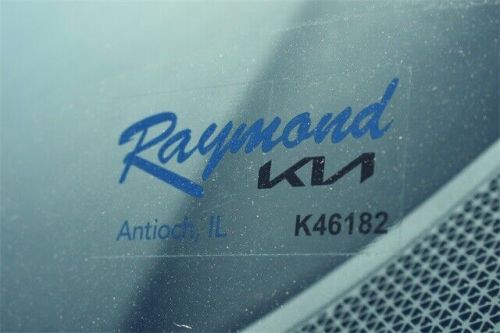 Raymond
KIA
Antioch, IL K46182